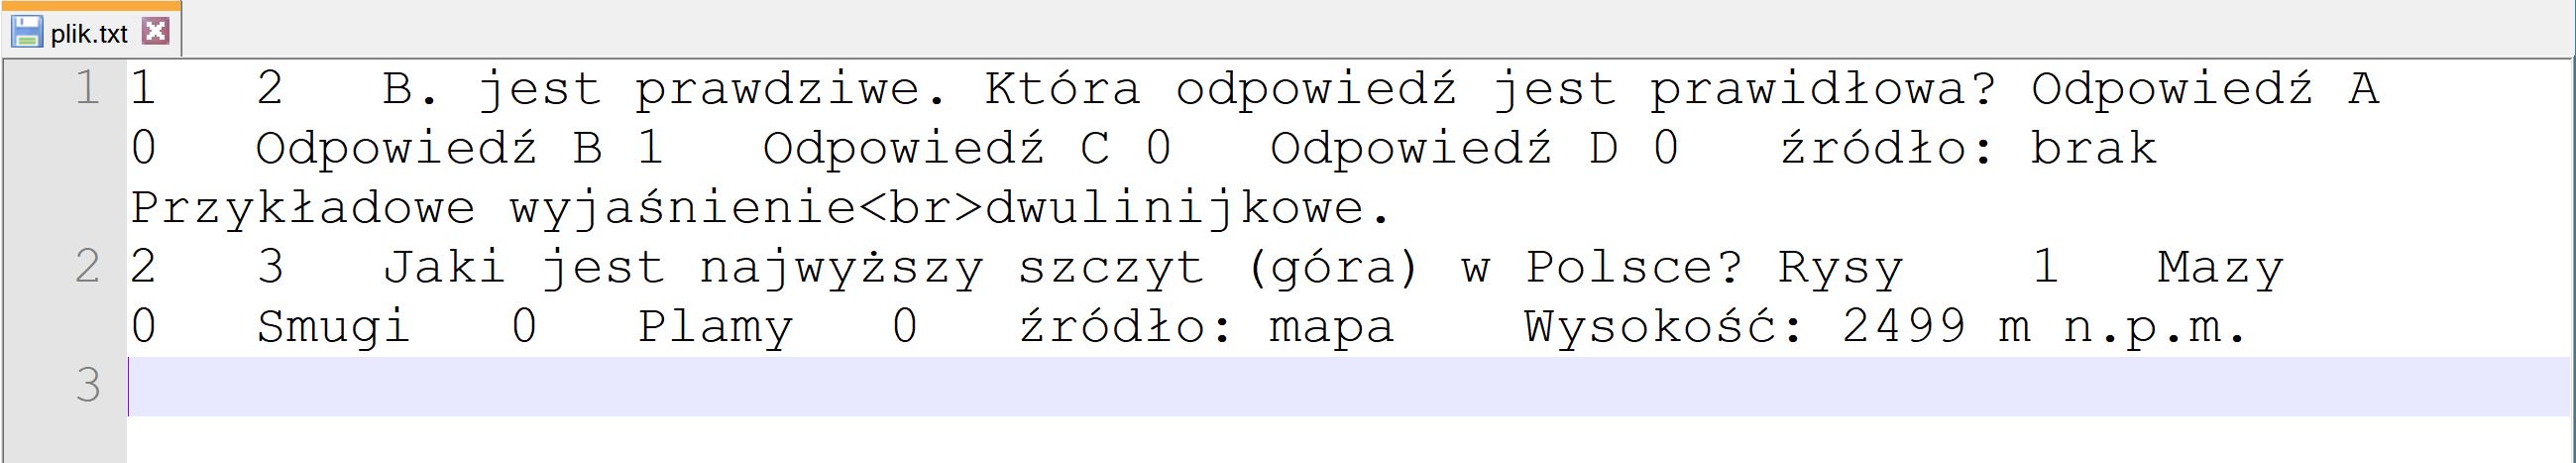 plik.txt
1 1 2 B. jest prawdziwe. Która odpowiedź jest prawidłowa? Odpowiedź A
0 Odpowiedź B 1 Odpowiedź C 0 Odpowiedź D 0 źródło: brak
Przykładowe wyjaśnienie<br>dwulinijkowe.
2 2 3 Jaki jest najwyższy szczyt (góra) w Polsce? Rysy 1 Mazy
0 Smugi 0 Plamy 0 źródło: mapa Wysokość: 2499 m n.p.m.
3